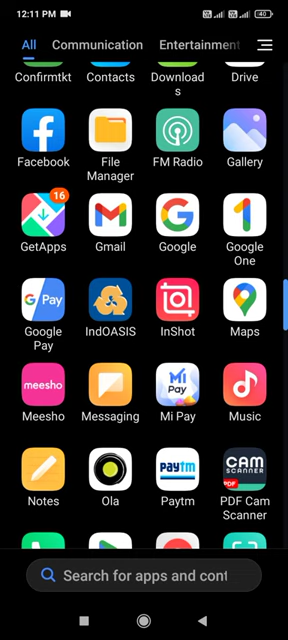 12:11 PM
40
All Communication Entertainment
Confirmtkt Contacts Downloads Drive
Facebook File Manager FM Radio Gallery
16
GetApps Gmail Google Google One
G Pay
Google Pay IndOASIS InShot Maps
meesho
Mi Pay
Meesho Messaging Mi Pay Music
paytm
CAM SCANNER
PDF
Notes Ola Paytm PDF Cam Scanner
Search for apps and cont